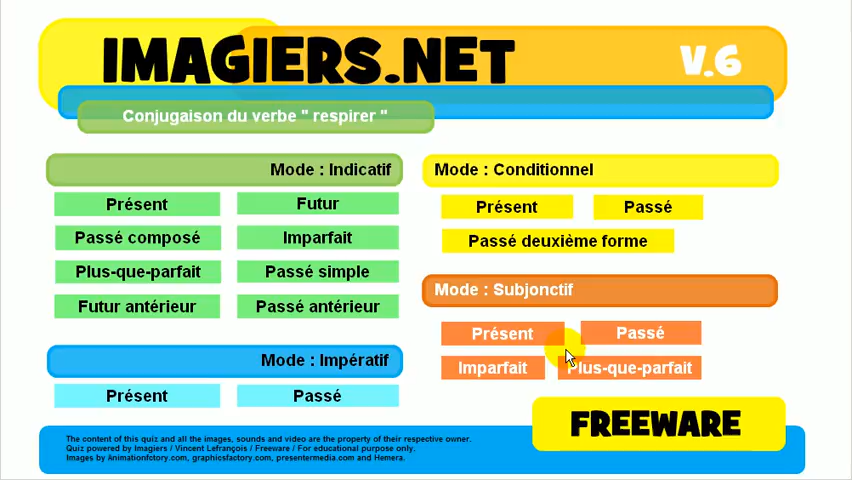 IMAGIERS.NET
V.6
Conjugaison du verbe " respirer "
Mode : Indicatif
Présent
Futur
Passé composé
Imparfait
Plus-que-parfait
Passé simple
Futur antérieur
Passé antérieur
Mode : Impératif
Présent
Passé
Mode : Conditionnel
Présent
Passé
Passé deuxième forme
Mode : Subjonctif
Présent
Passé
Imparfait
Plus-que-parfait
FREEWARE
The content of this quiz and all the images, sounds and video are the property of their respective owner.
Quiz powered by Imagiers / Vincent Lefrançois / Freeware / For educational purpose only.
Images by Animationfctory.com, graphicsfactory.com, presentermedia.com and Hemera.